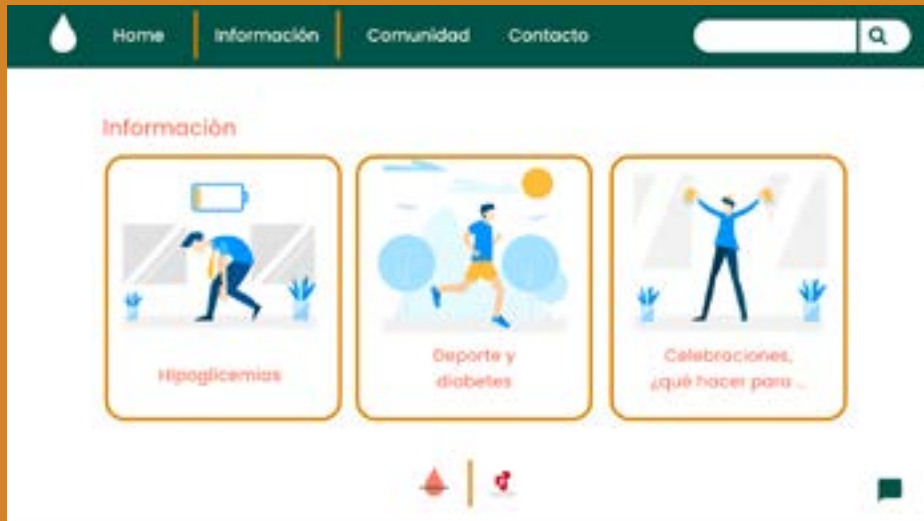 Home Información Comunidad Contacto
Información
Hipoglicemias
Deporte y
diabetes
Celebraciones,
¿qué hacer para ...